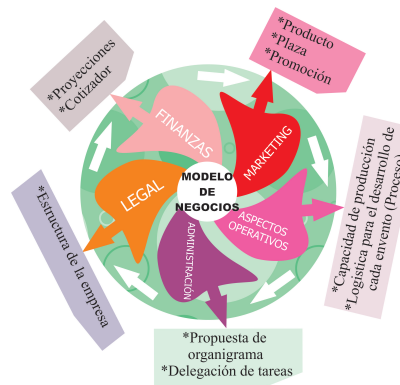 *Producto
*Plaza
*Promoción
*Proyecciones
*Cotizador
FINANZAS
MARKETING
MODELO
DE
NEGOCIOS
LEGAL
ASPECTOS
OPERATIVOS
ADMINISTRACIÓN
*Capacidad de producción
*Logística para el desarrollo de
cada envento (Proceso)
*Estructura de la empresa
*Propuesta de
organigrama
*Delegación de tareas